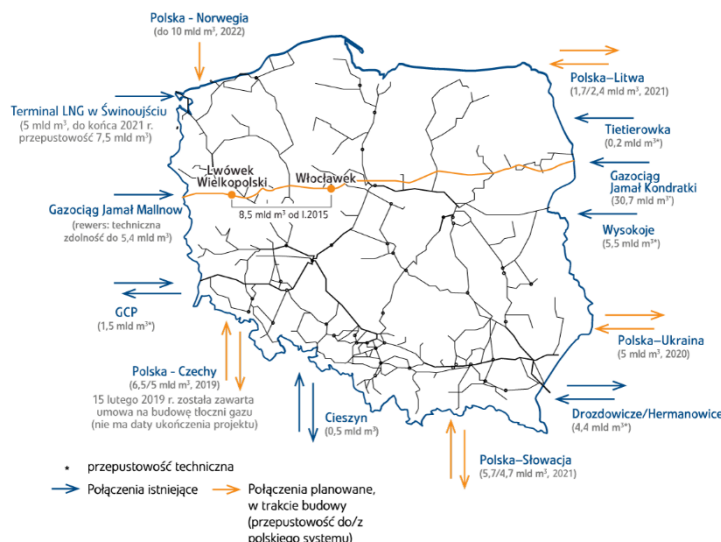 Polska - Norwegia
(do 10 mld m³, 2022)
Polska–Litwa
(1,7/2,4 mld m³, 2021)
Terminal LNG w Świnoujściu
(5 mld m³, do końca 2021 r.
przepustowość 7,5 mld m³)
Tietierowka
(0,2 mld m³*)
Lwówek
Wielkopolski
Włocławek
Gazociąg
Jamał Kondratki
(30,7 mld m³*)
8,5 mld m³ od I.2015
Gazociąg Jamał Mallnow
(rewers: techniczna
zdolność do 5,4 mld m³)
Wysokoje
(5,5 mld m³*)
GCP
(1,5 mld m³*)
Polska–Ukraina
(5 mld m³, 2020)
Polska - Czechy
(6,5/5 mld m³, 2019)
15 lutego 2019 r. została zawarta
umowa na budowę tłoczni gazu
(nie ma daty ukończenia projektu)
Cieszyn
(0,5 mld m³)
Drozdowicze/Hermanowice
(4,4 mld m³*)
Polska–Słowacja
(5,7/4,7 mld m³, 2021)
• przepustowość techniczna
Połączenia istniejące
Połączenia planowane,
w trakcie budowy
(przepustowość do/z
polskiego systemu)